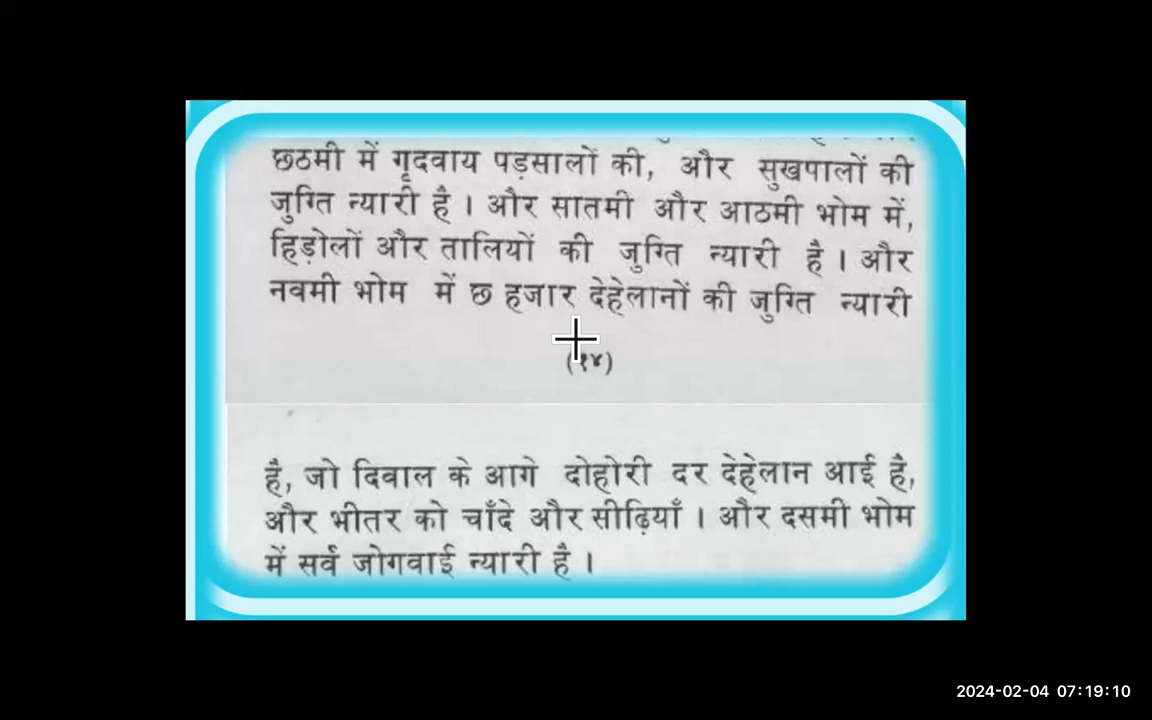 छठमी में गृदवाय पड़सालों की, और सुखपालों की
जुग्ति न्यारी है । और सातमी और आठमी भोम में,
हिड़ोलों और तालियों की जुग्ति न्यारी है । और
नवमी भोम में छ हजार देहेलानों की जुग्ति न्यारी
(१४)
है, जो दिवाल के आगे दोहोरी दर देहेलान आई है,
और भीतर को चाँदे और सीढ़ियाँ । और दसमी भोम
में सर्व जोगवाई न्यारी है ।
2024-02-04 07:19:10